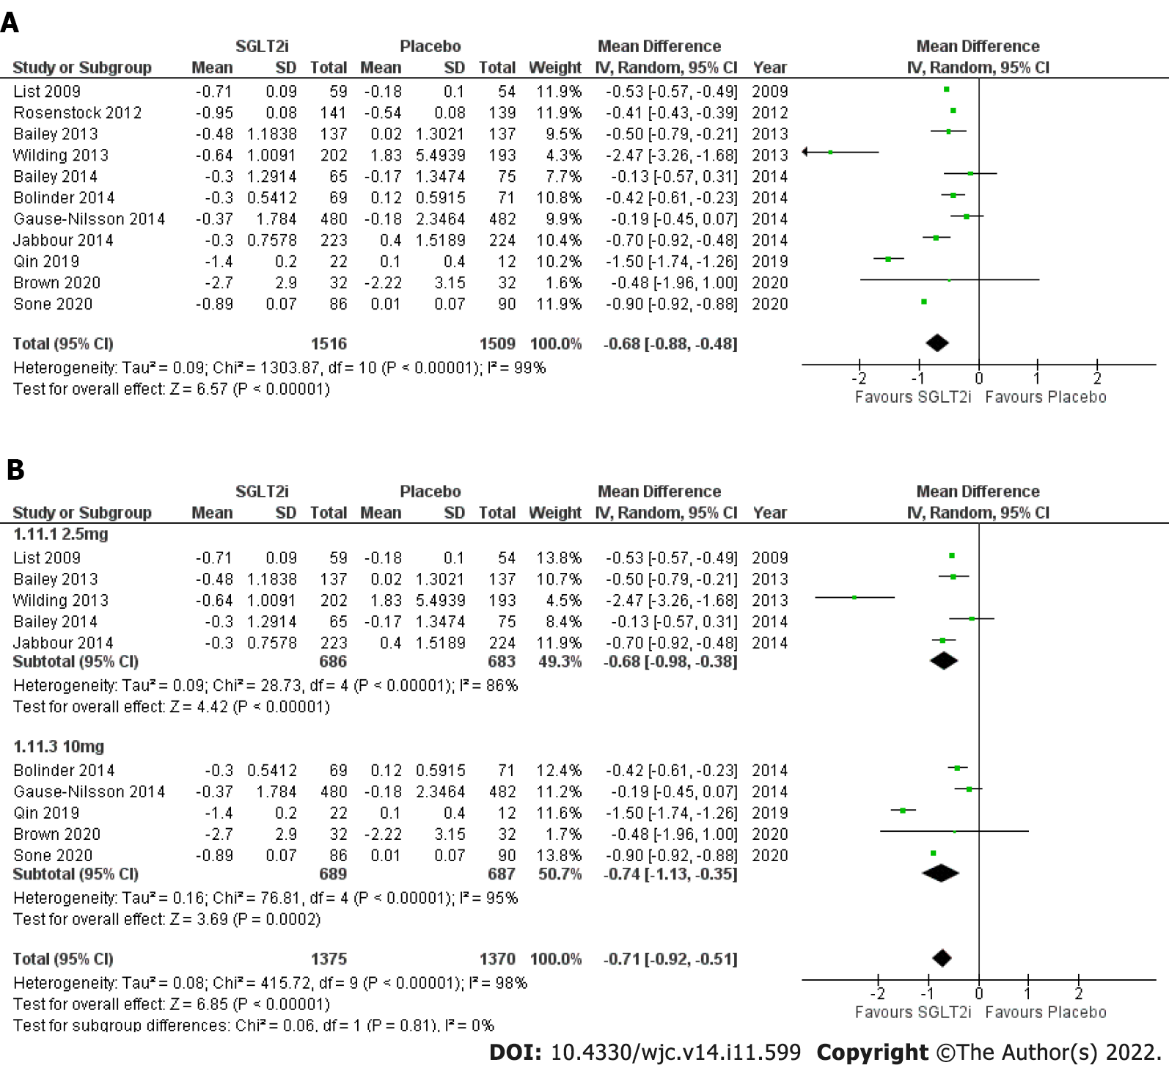 A
SGLT2i Placebo Mean Difference Mean Difference
Study or Subgroup Mean SD Total Mean SD Total Weight IV, Random, 95% CI Year IV, Random, 95% CI
List 2009 -0.71 0.09 59 -0.18 0.1 54 11.9% -0.53 [-0.57, -0.49] 2009
Rosenstock 2012 -0.95 0.08 141 -0.54 0.08 139 11.9% -0.41 [-0.43, -0.39] 2012
Bailey 2013 -0.48 1.1838 137 0.02 1.3021 137 9.5% -0.50 [-0.79, -0.21] 2013
Wilding 2013 -0.64 1.0091 202 1.83 5.4939 193 4.3% -2.47 [-3.26, -1.68] 2013
Bailey 2014 -0.3 1.2914 65 -0.17 1.3474 75 7.7% -0.13 [-0.57, 0.31] 2014
Bolinder 2014 -0.3 0.5412 69 0.12 0.5915 71 10.8% -0.42 [-0.61, -0.23] 2014
Gause-Nilsson 2014 -0.37 1.784 480 -0.18 2.3464 482 9.9% -0.19 [-0.45, 0.07] 2014
Jabbour 2014 -0.3 0.7578 223 0.4 1.5189 224 10.4% -0.70 [-0.92, -0.48] 2014
Qin 2019 -1.4 0.2 22 0.1 0.4 12 10.2% -1.50 [-1.74, -1.26] 2019
Brown 2020 -2.7 2.9 32 -2.22 3.15 32 1.6% -0.48 [-1.96, 1.00] 2020
Sone 2020 -0.89 0.07 86 0.01 0.07 90 11.9% -0.90 [-0.92, -0.88] 2020
Total (95% CI) 1516 1509 100.0% -0.68 [-0.88, -0.48]
Heterogeneity: Tau² = 0.09; Chi² = 1303.87, df = 10 (P < 0.00001); I² = 99%
Test for overall effect: Z = 6.57 (P < 0.00001)
-2 -1 0 1 2
Favours SGLT2i Favours Placebo
B
SGLT2i Placebo Mean Difference Mean Difference
Study or Subgroup Mean SD Total Mean SD Total Weight IV, Random, 95% CI Year IV, Random, 95% CI
1.11.1 2.5mg
List 2009 -0.71 0.09 59 -0.18 0.1 54 13.8% -0.53 [-0.57, -0.49] 2009
Bailey 2013 -0.48 1.1838 137 0.02 1.3021 137 10.7% -0.50 [-0.79, -0.21] 2013
Wilding 2013 -0.64 1.0091 202 1.83 5.4939 193 4.5% -2.47 [-3.26, -1.68] 2013
Bailey 2014 -0.3 1.2914 65 -0.17 1.3474 75 8.4% -0.13 [-0.57, 0.31] 2014
Jabbour 2014 -0.3 0.7578 223 0.4 1.5189 224 11.9% -0.70 [-0.92, -0.48] 2014
Subtotal (95% CI) 686 683 49.3% -0.68 [-0.98, -0.38]
Heterogeneity: Tau² = 0.09; Chi² = 28.73, df = 4 (P < 0.00001); I² = 86%
Test for overall effect: Z = 4.42 (P < 0.00001)
1.11.3 10mg
Bolinder 2014 -0.3 0.5412 69 0.12 0.5915 71 12.4% -0.42 [-0.61, -0.23] 2014
Gause-Nilsson 2014 -0.37 1.784 480 -0.18 2.3464 482 11.2% -0.19 [-0.45, 0.07] 2014
Qin 2019 -1.4 0.2 22 0.1 0.4 12 11.6% -1.50 [-1.74, -1.26] 2019
Brown 2020 -2.7 2.9 32 -2.22 3.15 32 1.7% -0.48 [-1.96, 1.00] 2020
Sone 2020 -0.89 0.07 86 0.01 0.07 90 13.8% -0.90 [-0.92, -0.88] 2020
Subtotal (95% CI) 689 687 50.7% -0.74 [-1.13, -0.35]
Heterogeneity: Tau² = 0.16; Chi² = 76.81, df = 4 (P < 0.00001); I² = 95%
Test for overall effect: Z = 3.69 (P = 0.0002)
Total (95% CI) 1375 1370 100.0% -0.71 [-0.92, -0.51]
Heterogeneity: Tau² = 0.08; Chi² = 415.72, df = 9 (P < 0.00001); I² = 98%
Test for overall effect: Z = 6.85 (P < 0.00001)
Test for subgroup differences: Chi² = 0.06, df = 1 (P = 0.81), I² = 0%
-2 -1 0 1 2
Favours SGLT2i Favours Placebo
DOI: 10.4330/wjc.v14.i11.599 Copyright ©The Author(s) 2022.